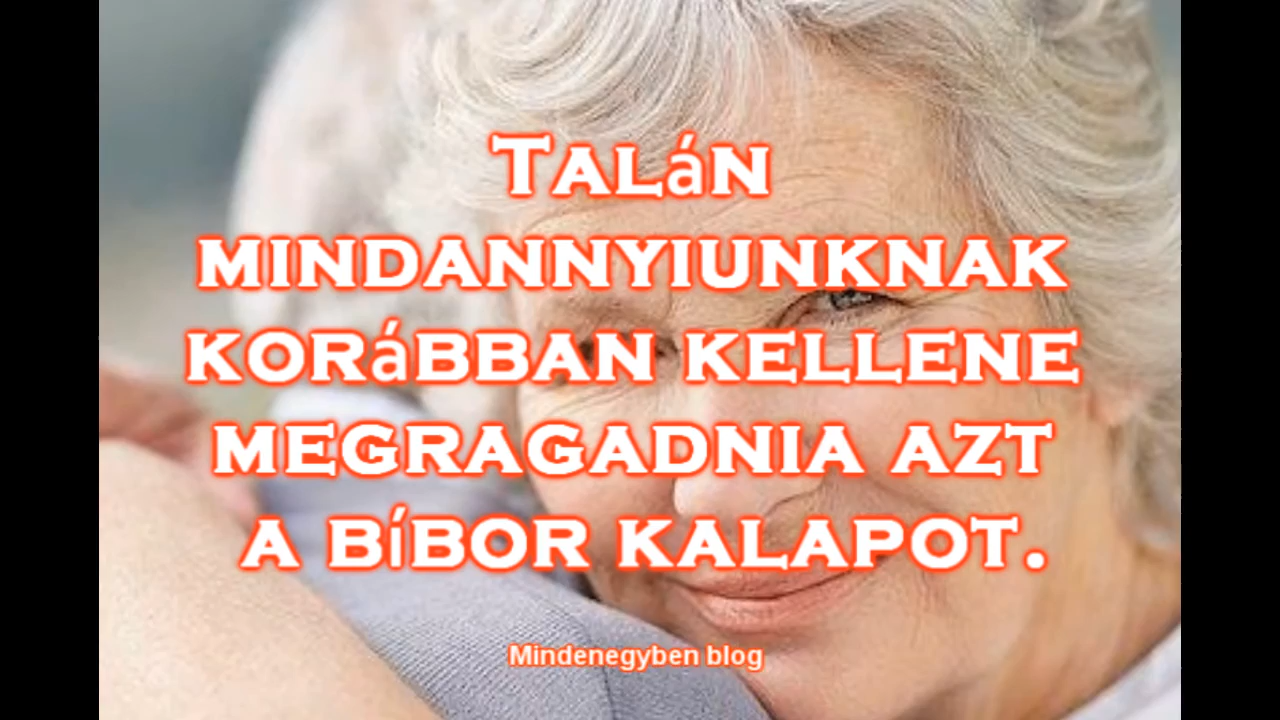 Talán
mindannyiunknak
korábban kellene
megragadnia azt
a bíbor kalapot.
Mindenegyben blog